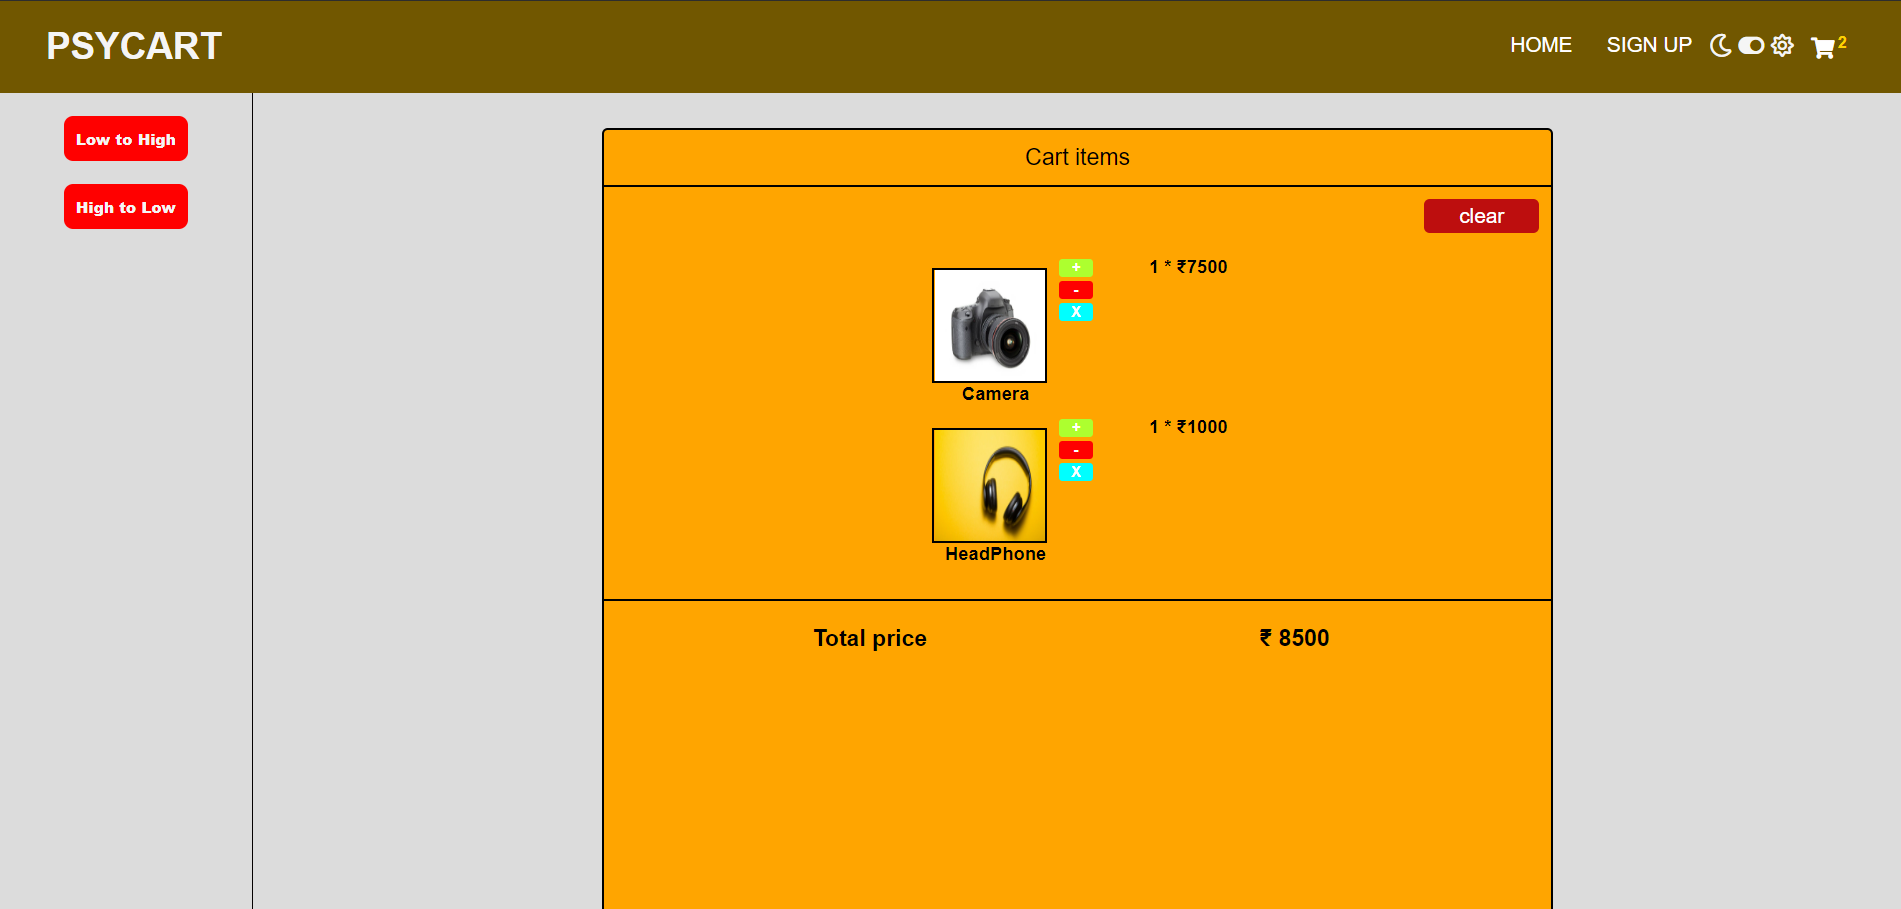 PSYCART
HOME SIGN UP 2
Low to High
High to Low
Cart items
clear
+ 1 * ₹7500
-
X
Camera
+ 1 * ₹1000
-
X
HeadPhone
Total price ₹ 8500